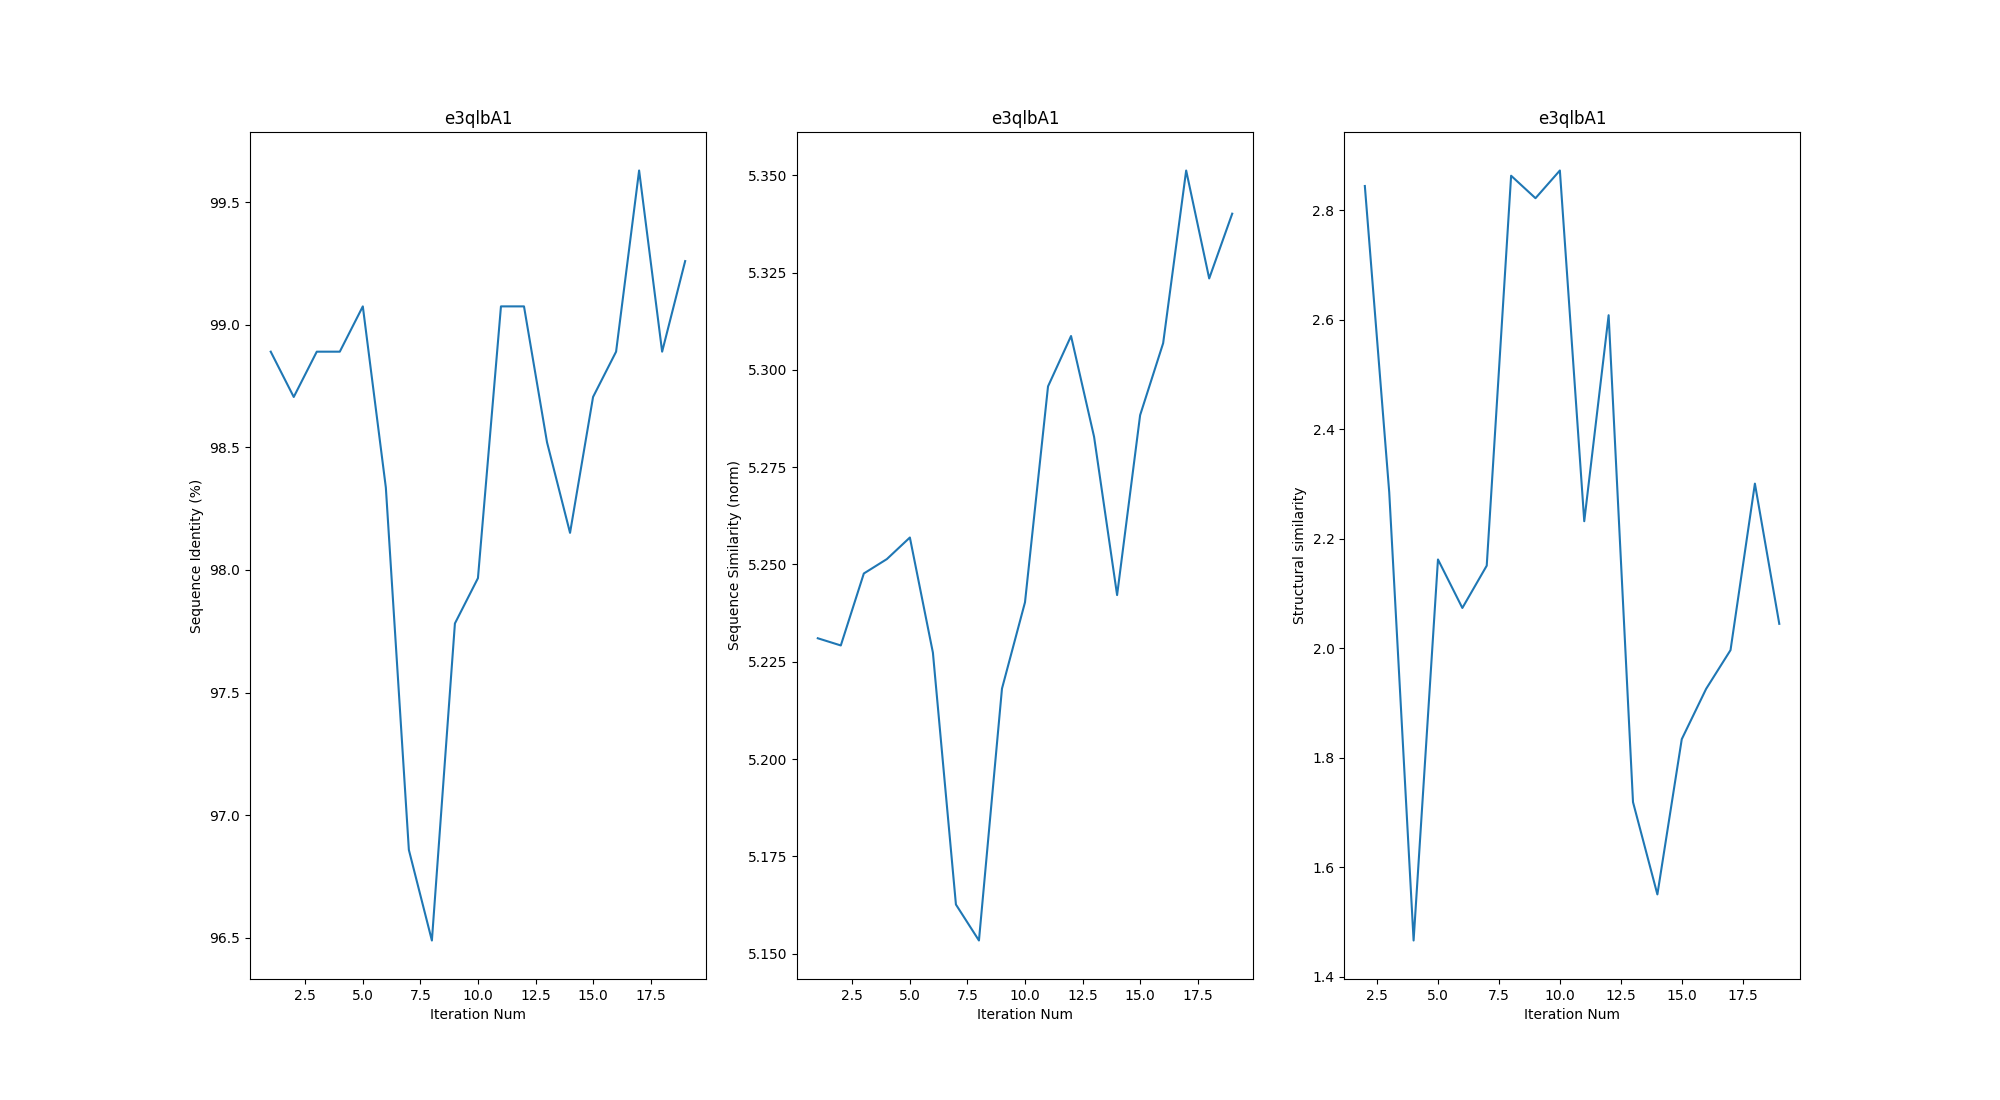 e3qlbA1
99.5
99.0
98.5
98.0
97.5
97.0
96.5
Sequence Identity (%)
2.5 5.0 7.5 10.0 12.5 15.0 17.5
Iteration Num
e3qlbA1
5.350
5.325
5.300
5.275
5.250
5.225
5.200
5.175
5.150
Sequence Similarity (norm)
2.5 5.0 7.5 10.0 12.5 15.0 17.5
Iteration Num
e3qlbA1
2.8
2.6
2.4
2.2
2.0
1.8
1.6
1.4
Structural similarity
2.5 5.0 7.5 10.0 12.5 15.0 17.5
Iteration Num